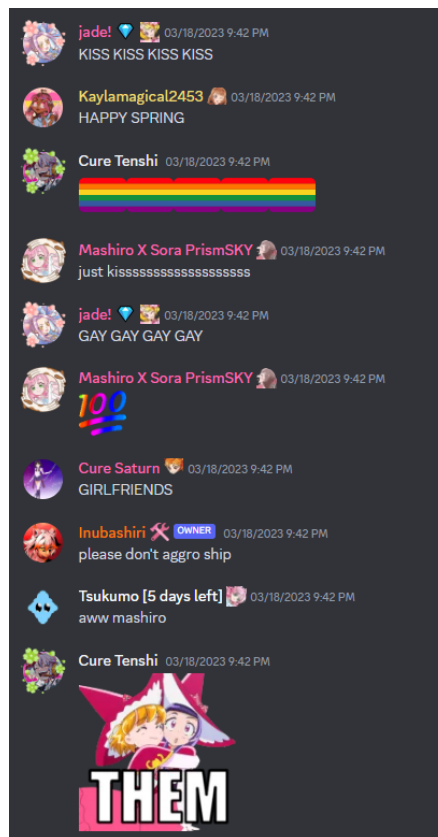 jade! 03/18/2023 9:42 PM
KISS KISS KISS KISS
Kaylamagical2453 03/18/2023 9:42 PM
HAPPY SPRING
Cure Tenshi 03/18/2023 9:42 PM
Mashiro X Sora PrismSKY 03/18/2023 9:42 PM
just kissssssssssssssssssss
jade! 03/18/2023 9:42 PM
GAY GAY GAY GAY
Mashiro X Sora PrismSKY 03/18/2023 9:42 PM
100
Cure Saturn 03/18/2023 9:42 PM
GIRLFRIENDS
Inubashiri OWNER 03/18/2023 9:42 PM
please don't aggro ship
Tsukumo [5 days left] 03/18/2023 9:42 PM
aww mashiro
Cure Tenshi 03/18/2023 9:42 PM
THEM